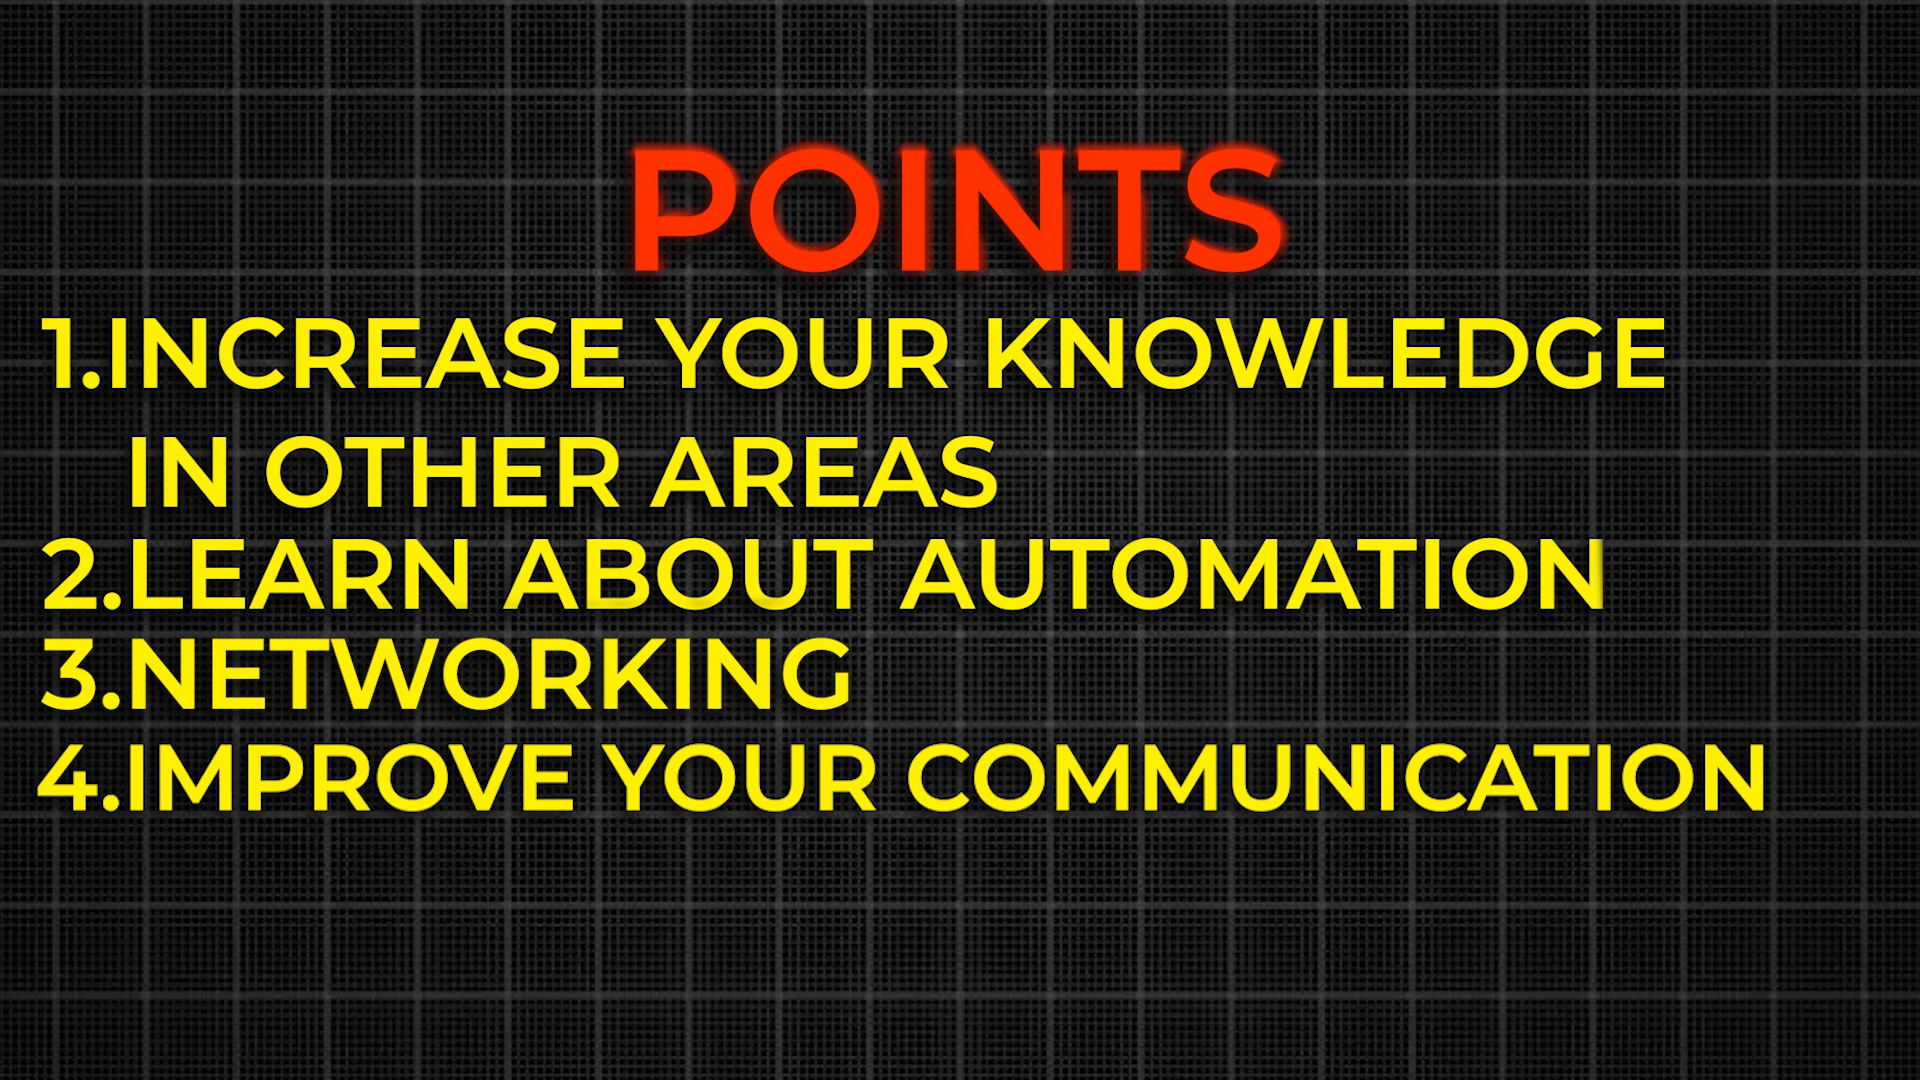 POINTS
1.INCREASE YOUR KNOWLEDGE
IN OTHER AREAS
2.LEARN ABOUT AUTOMATION
3.NETWORKING
4.IMPROVE YOUR COMMUNICATION